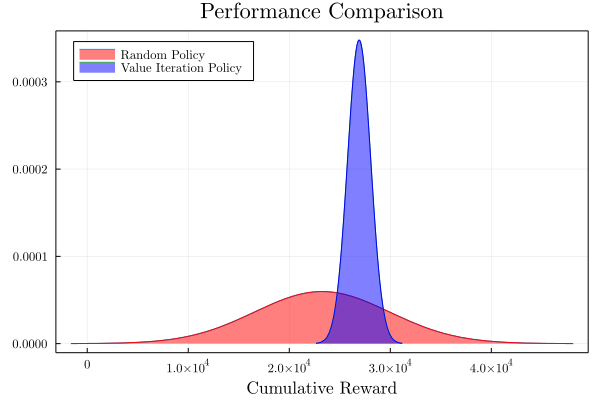 Performance Comparison
Random Policy
Value Iteration Policy
0.0003
0.0002
0.0001
0.0000
0 1.0×10⁴ 2.0×10⁴ 3.0×10⁴ 4.0×10⁴
Cumulative Reward